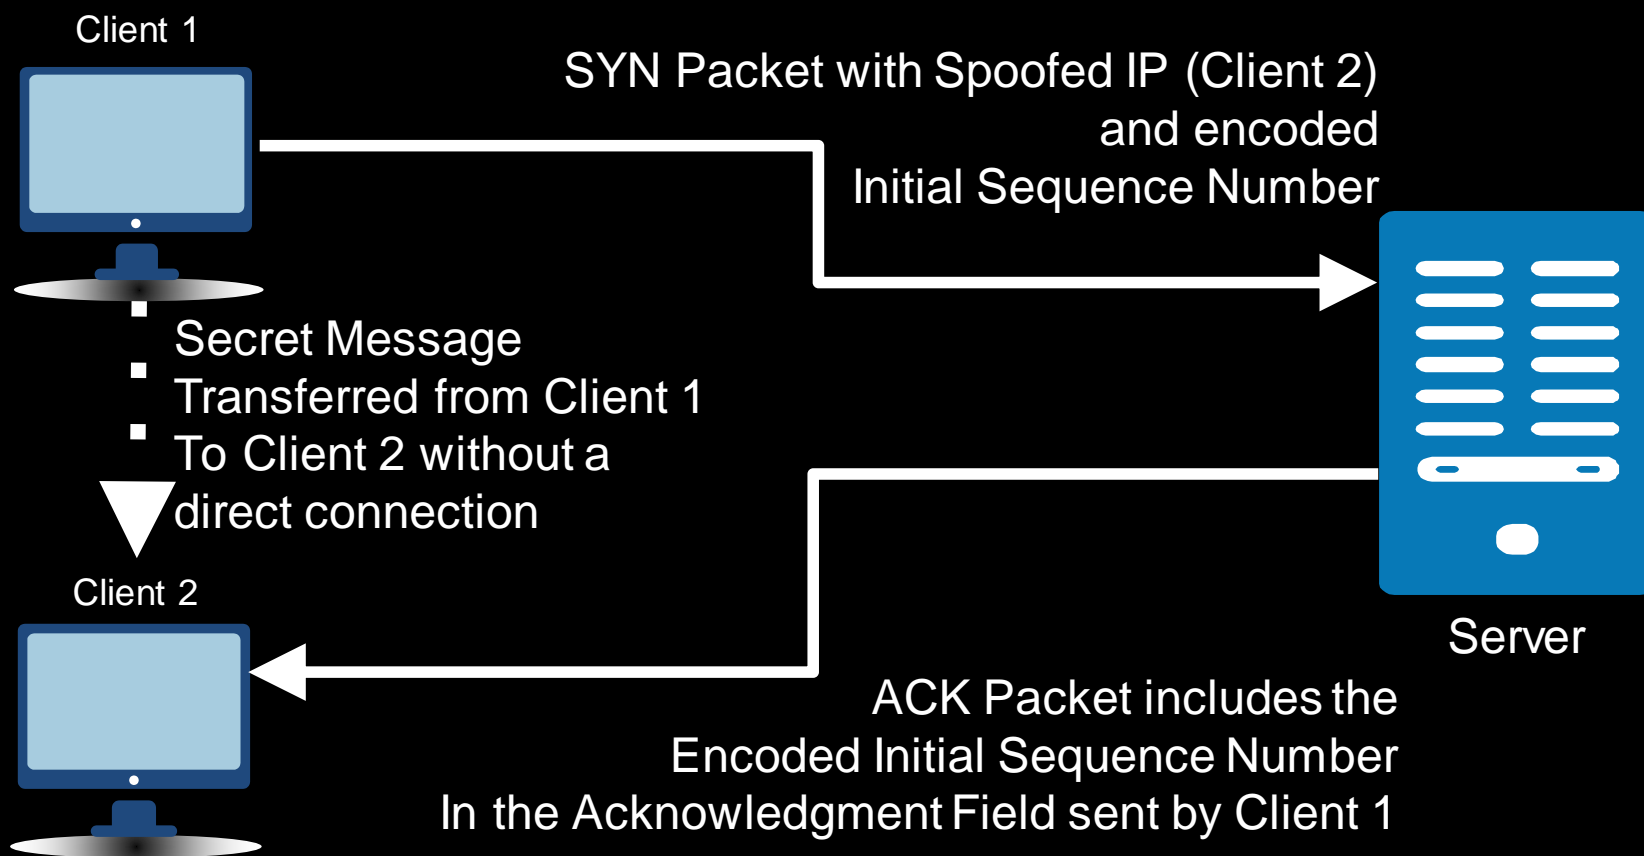 Client 1
SYN Packet with Spoofed IP (Client 2)
and encoded
Initial Sequence Number
Secret Message
Transferred from Client 1
To Client 2 without a
direct connection
Client 2
Server
ACK Packet includes the
Encoded Initial Sequence Number
In the Acknowledgment Field sent by Client 1